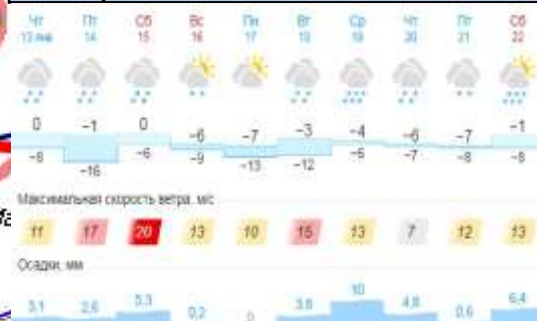 Чт Пт Сб Вс Пн Вт Ср Чт Пт Сб
13 янв 14 15 16 17 18 19 20 21 22
0 -1 0 -6 -7 -3 -4 -6 -7 -1
-8 -16 -6 -9 -13 -12 -6 -7 -8 -8
Максимальная скорость ветра, м/с
11 17 20 13 10 15 13 7 12 13
Осадки, мм
3,1 2,6 5,3 0,2 0 3,8 10 4,8 0,6 6,4